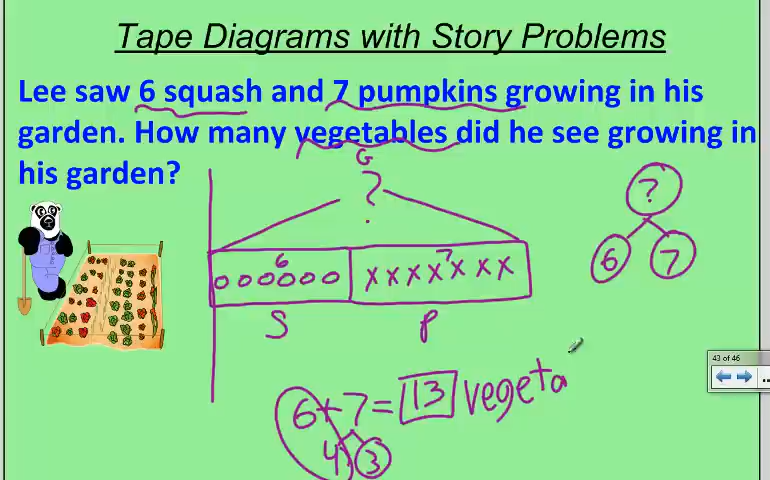 Tape Diagrams with Story Problems
Lee saw 6 squash and 7 pumpkins growing in his
garden. How many vegetables did he see growing in
his garden?
G
?
?
6 7
6 7
oooooo xxxxxxx
S P
43 of 46
6+7=13 vegeta
4 3